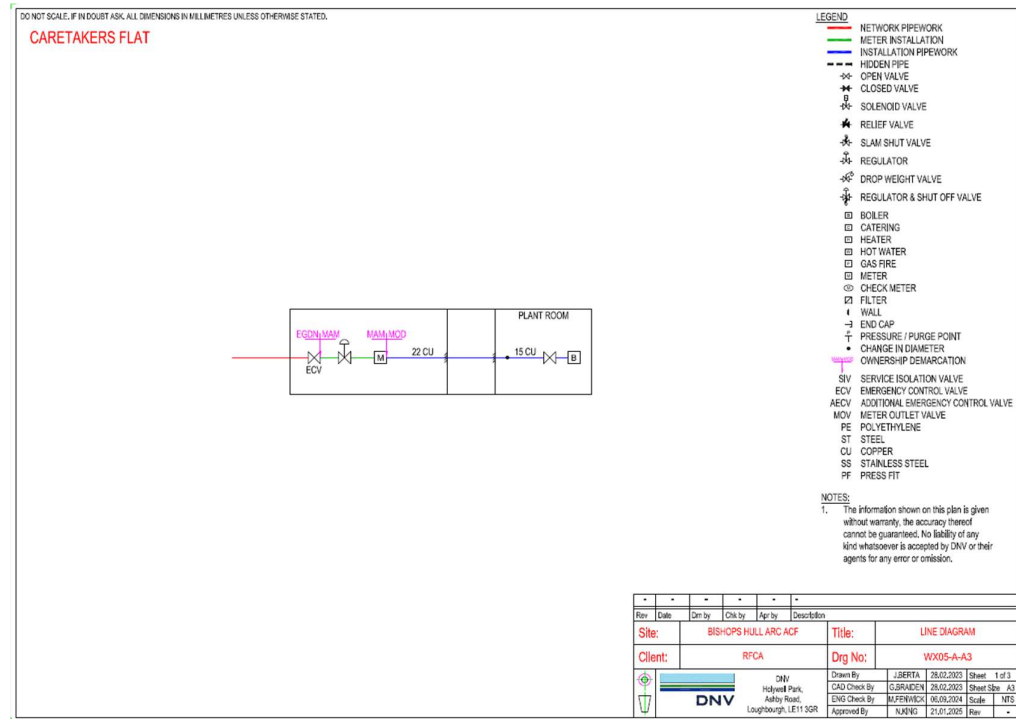 DO NOT SCALE. IF IN DOUBT ASK. ALL DIMENSIONS IN MILLIMETRES UNLESS OTHERWISE STATED.
CARETAKERS FLAT
LEGEND
NETWORK PIPEWORK
METER INSTALLATION
INSTALLATION PIPEWORK
HIDDEN PIPE
OPEN VALVE
CLOSED VALVE
SOLENOID VALVE
RELIEF VALVE
SLAM SHUT VALVE
REGULATOR
DROP WEIGHT VALVE
REGULATOR & SHUT OFF VALVE
BOILER
CATERING
HEATER
HOT WATER
GAS FIRE
METER
CHECK METER
FILTER
WALL
END CAP
PRESSURE / PURGE POINT
CHANGE IN DIAMETER
OWNERSHIP DEMARCATION
SIV SERVICE ISOLATION VALVE
ECV EMERGENCY CONTROL VALVE
AECV ADDITIONAL EMERGENCY CONTROL VALVE
MOV METER OUTLET VALVE
PE POLYETHYLENE
ST STEEL
CU COPPER
SS STAINLESS STEEL
PF PRESS FIT
NOTES:
1. The information shown on this plan is given
without warranty, the accuracy thereof
cannot be guaranteed. No liability of any
kind whatsoever is accepted by DNV or their
agents for any error or omission.
PLANT ROOM
EGDN MAM
MAM MOD
22 CU
15 CU
ECV
M
B
- - - - - -
Rev Date Drn by Chk by Apr by Description
Site: BISHOPS HULL ARC ACF Title: LINE DIAGRAM
Client: RFCA Drg No: WX05-A-A3
DNV
DNV
Holywell Park,
Ashby Road,
Loughbourgh, LE11 3GR
Drawn By J.BERTA 28.02.2023 Sheet 1 of 3
CAD Check By G.BRAIDEN 28.02.2023 Sheet Size A3
ENG Check By M.FENWICK 06.09.2024 Scale NTS
Approved By N.KING 21.01.2025 Rev -